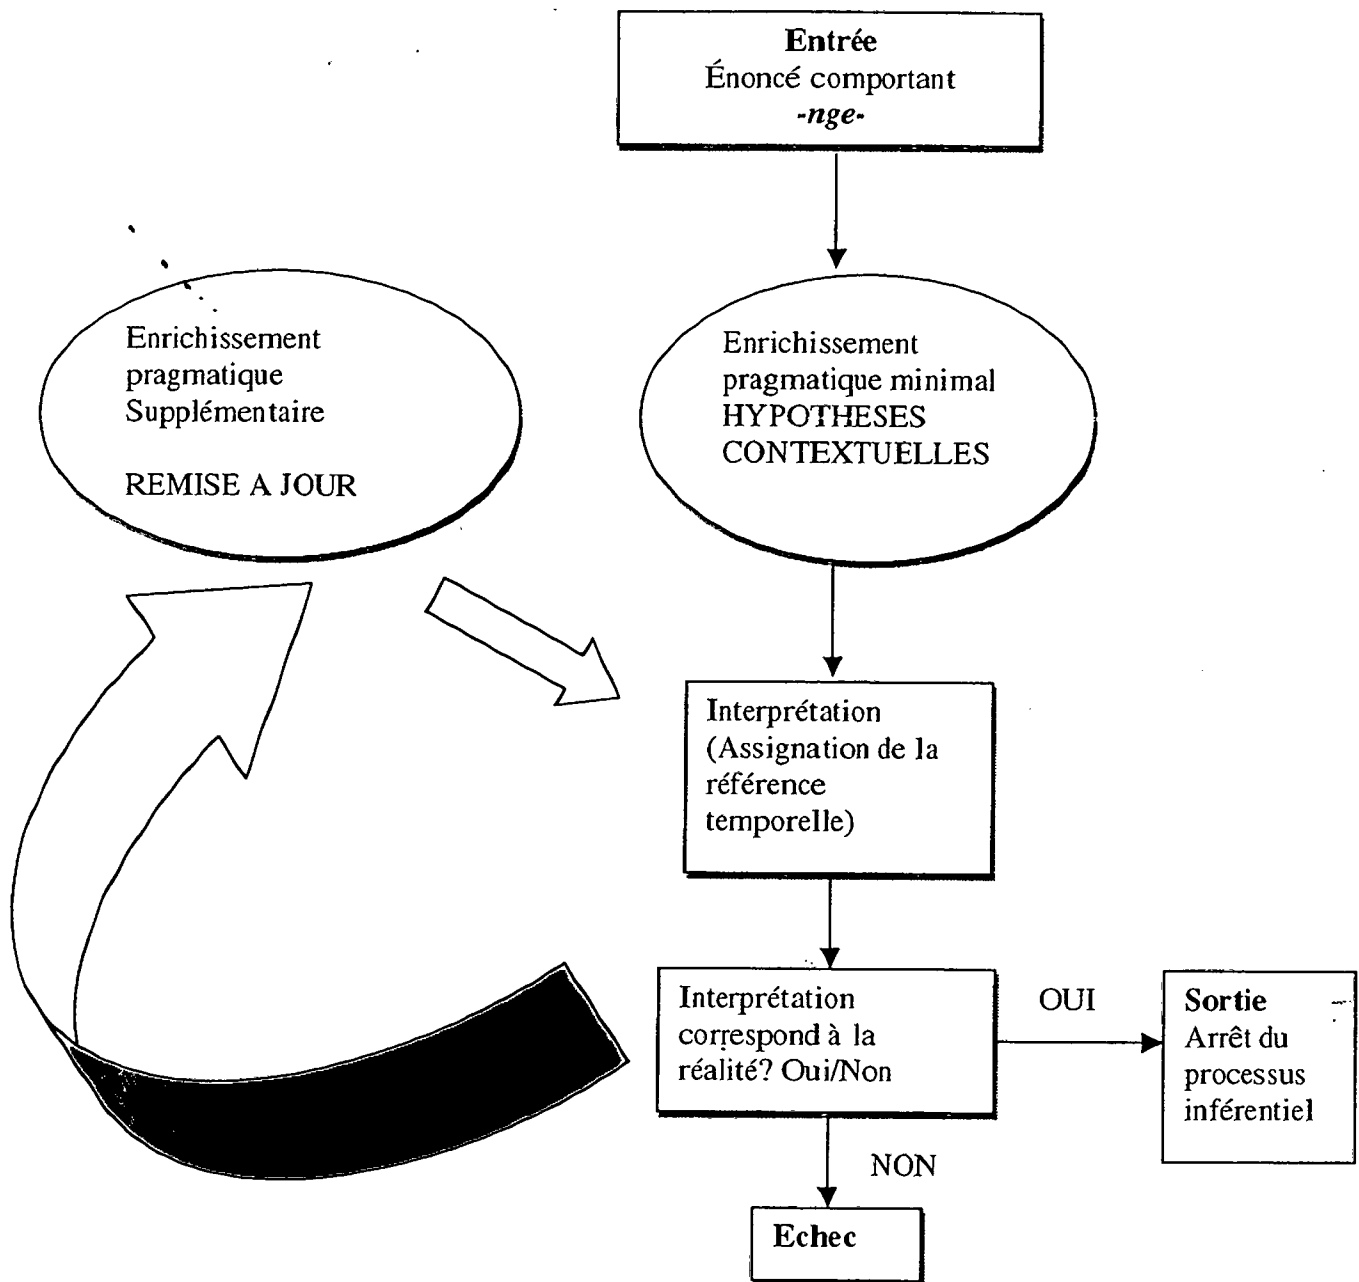 Entrée
Énoncé comportant
-nge-
Enrichissement
pragmatique
Supplémentaire
REMISE A JOUR
Enrichissement
pragmatique minimal
HYPOTHESES
CONTEXTUELLES
Interprétation
(Assignation de la
référence
temporelle)
Interprétation
correspond à la
réalité? Oui/Non
OUI
Sortie
Arrêt du
processus
inférentiel
NON
Echec